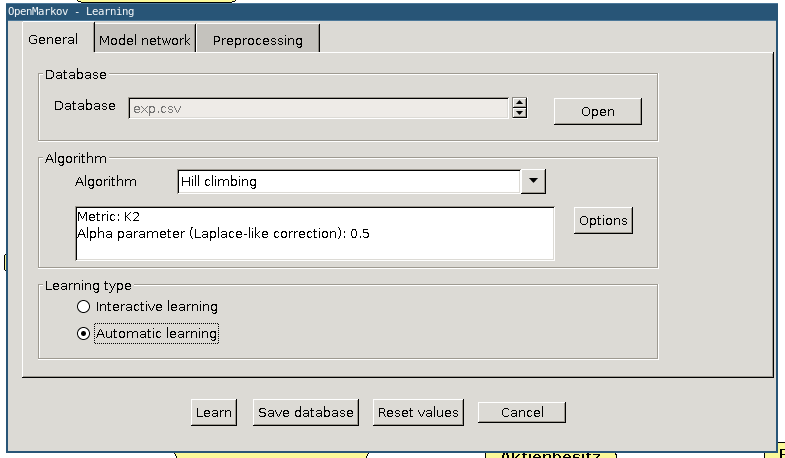 OpenMarkov - Learning
General Model network Preprocessing
Database
Database exp.csv Open
Algorithm
Algorithm Hill climbing
Metric: K2
Alpha parameter (Laplace-like correction): 0.5
Options
Learning type
Interactive learning
Automatic learning
Learn Save database Reset values Cancel
Aktienbesitz